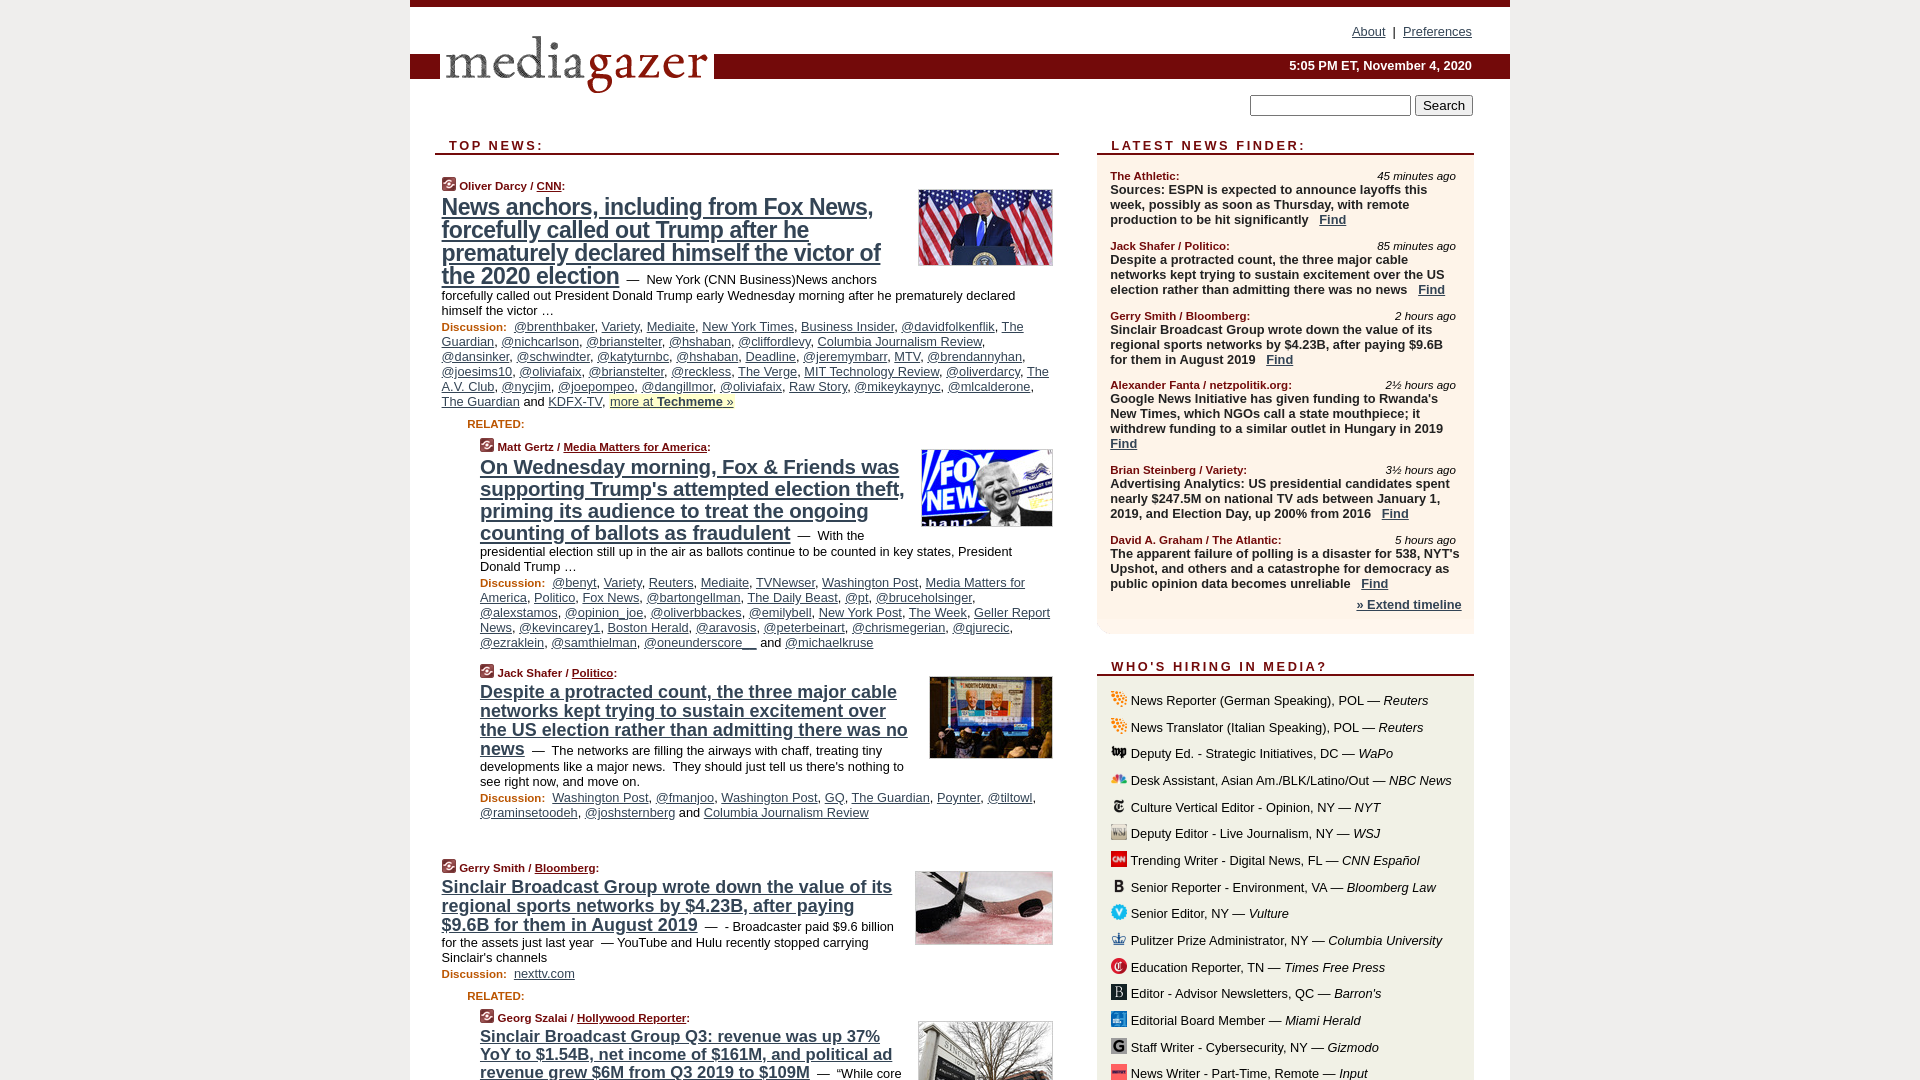 About | Preferences
mediagazer
5:05 PM ET, November 4, 2020
Search
TOP NEWS:
Oliver Darcy / CNN:
News anchors, including from Fox News,
forcefully called out Trump after he
prematurely declared himself the victor of
the 2020 election — New York (CNN Business)News anchors
forcefully called out President Donald Trump early Wednesday morning after he prematurely declared
himself the victor …
Discussion: @brenthbaker, Variety, Mediaite, New York Times, Business Insider, @davidfolkenflik, The
Guardian, @nichcarlson, @brianstelter, @hshaban, @cliffordlevy, Columbia Journalism Review,
@dansinker, @schwindter, @katyturnbc, @hshaban, Deadline, @jeremymbarr, MTV, @brendannyhan,
@joesims10, @oliviafaix, @brianstelter, @reckless, The Verge, MIT Technology Review, @oliverdarcy, The
A.V. Club, @nycjim, @joepompeo, @dangillmor, @oliviafaix, Raw Story, @mikeykaynyc, @mlcalderone,
The Guardian and KDFX-TV, more at Techmeme »
RELATED:
Matt Gertz / Media Matters for America:
On Wednesday morning, Fox & Friends was
supporting Trump's attempted election theft,
priming its audience to treat the ongoing
counting of ballots as fraudulent — With the
presidential election still up in the air as ballots continue to be counted in key states, President
Donald Trump …
Discussion: @benyt, Variety, Reuters, Mediaite, TVNewser, Washington Post, Media Matters for
America, Politico, Fox News, @bartongellman, The Daily Beast, @pt, @bruceholsinger,
@alexstamos, @opinion_joe, @oliverbbackes, @emilybell, New York Post, The Week, Geller Report
News, @kevincarey1, Boston Herald, @aravosis, @peterbeinart, @chrismegerian, @qjurecic,
@ezraklein, @samthielman, @oneunderscore__ and @michaelkruse
FOX
NEWS
chann
Jack Shafer / Politico:
Despite a protracted count, the three major cable
networks kept trying to sustain excitement over
the US election rather than admitting there was no
news — The networks are filling the airways with chaff, treating tiny
developments like a major news. They should just tell us there's nothing to
see right now, and move on.
Discussion: Washington Post, @fmanjoo, Washington Post, GQ, The Guardian, Poynter, @tiltowl,
@raminsetoodeh, @joshsternberg and Columbia Journalism Review
Gerry Smith / Bloomberg:
Sinclair Broadcast Group wrote down the value of its
regional sports networks by $4.23B, after paying
$9.6B for them in August 2019 — - Broadcaster paid $9.6 billion
for the assets just last year — YouTube and Hulu recently stopped carrying
Sinclair's channels
Discussion: nexttv.com
RELATED:
Georg Szalai / Hollywood Reporter:
Sinclair Broadcast Group Q3: revenue was up 37%
YoY to $1.54B, net income of $161M, and political ad
revenue grew $6M from Q3 2019 to $109M — “While core
LATEST NEWS FINDER:
The Athletic: 45 minutes ago
Sources: ESPN is expected to announce layoffs this
week, possibly as soon as Thursday, with remote
production to be hit significantly Find
Jack Shafer / Politico: 85 minutes ago
Despite a protracted count, the three major cable
networks kept trying to sustain excitement over the US
election rather than admitting there was no news Find
Gerry Smith / Bloomberg: 2 hours ago
Sinclair Broadcast Group wrote down the value of its
regional sports networks by $4.23B, after paying $9.6B
for them in August 2019 Find
Alexander Fanta / netzpolitik.org: 2½ hours ago
Google News Initiative has given funding to Rwanda's
New Times, which NGOs call a state mouthpiece; it
withdrew funding to a similar outlet in Hungary in 2019
Find
Brian Steinberg / Variety: 3½ hours ago
Advertising Analytics: US presidential candidates spent
nearly $247.5M on national TV ads between January 1,
2019, and Election Day, up 200% from 2016 Find
David A. Graham / The Atlantic: 5 hours ago
The apparent failure of polling is a disaster for 538, NYT's
Upshot, and others and a catastrophe for democracy as
public opinion data becomes unreliable Find
» Extend timeline
WHO'S HIRING IN MEDIA?
News Reporter (German Speaking), POL — Reuters
News Translator (Italian Speaking), POL — Reuters
Deputy Ed. - Strategic Initiatives, DC — WaPo
Desk Assistant, Asian Am./BLK/Latino/Out — NBC News
Culture Vertical Editor - Opinion, NY — NYT
Deputy Editor - Live Journalism, NY — WSJ
Trending Writer - Digital News, FL — CNN Español
Senior Reporter - Environment, VA — Bloomberg Law
Senior Editor, NY — Vulture
Pulitzer Prize Administrator, NY — Columbia University
Education Reporter, TN — Times Free Press
Editor - Advisor Newsletters, QC — Barron's
Editorial Board Member — Miami Herald
Staff Writer - Cybersecurity, NY — Gizmodo
News Writer - Part-Time, Remote — Input